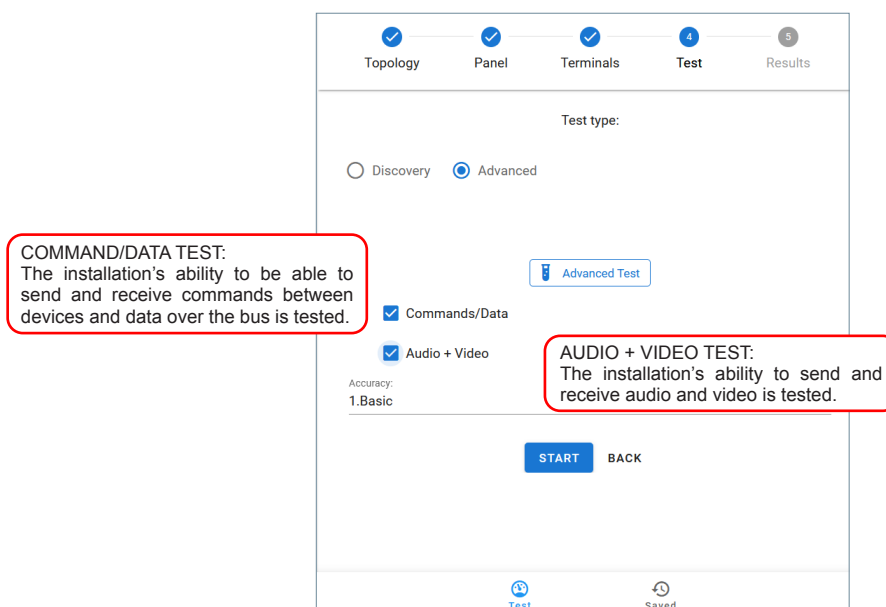 4
5
Topology
Panel
Terminals
Test
Results
Test type:
Discovery
Advanced
COMMAND/DATA TEST:
The installation's ability to be able to
send and receive commands between
devices and data over the bus is tested.
Advanced Test
Commands/Data
Audio + Video
AUDIO + VIDEO TEST:
The installation's ability to send and
receive audio and video is tested.
Accuracy:
1.Basic
START
BACK
Test
Saved